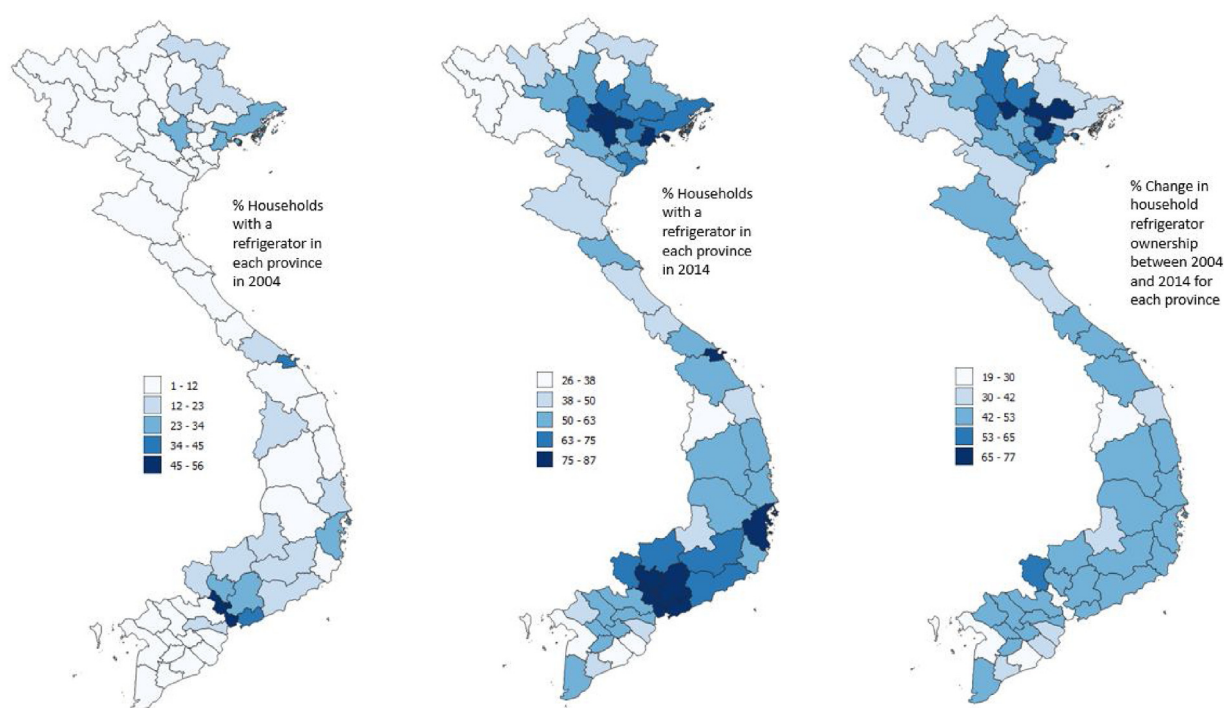 % Households
with a
refrigerator in
each province
in 2004
1 - 12
12 - 23
23 - 34
34 - 45
45 - 56
% Households
with a
refrigerator in
each province
in 2014
26 - 38
38 - 50
50 - 63
63 - 75
75 - 87
% Change in
household
refrigerator
ownership
between 2004
and 2014 for
each province
19 - 30
30 - 42
42 - 53
53 - 65
65 - 77